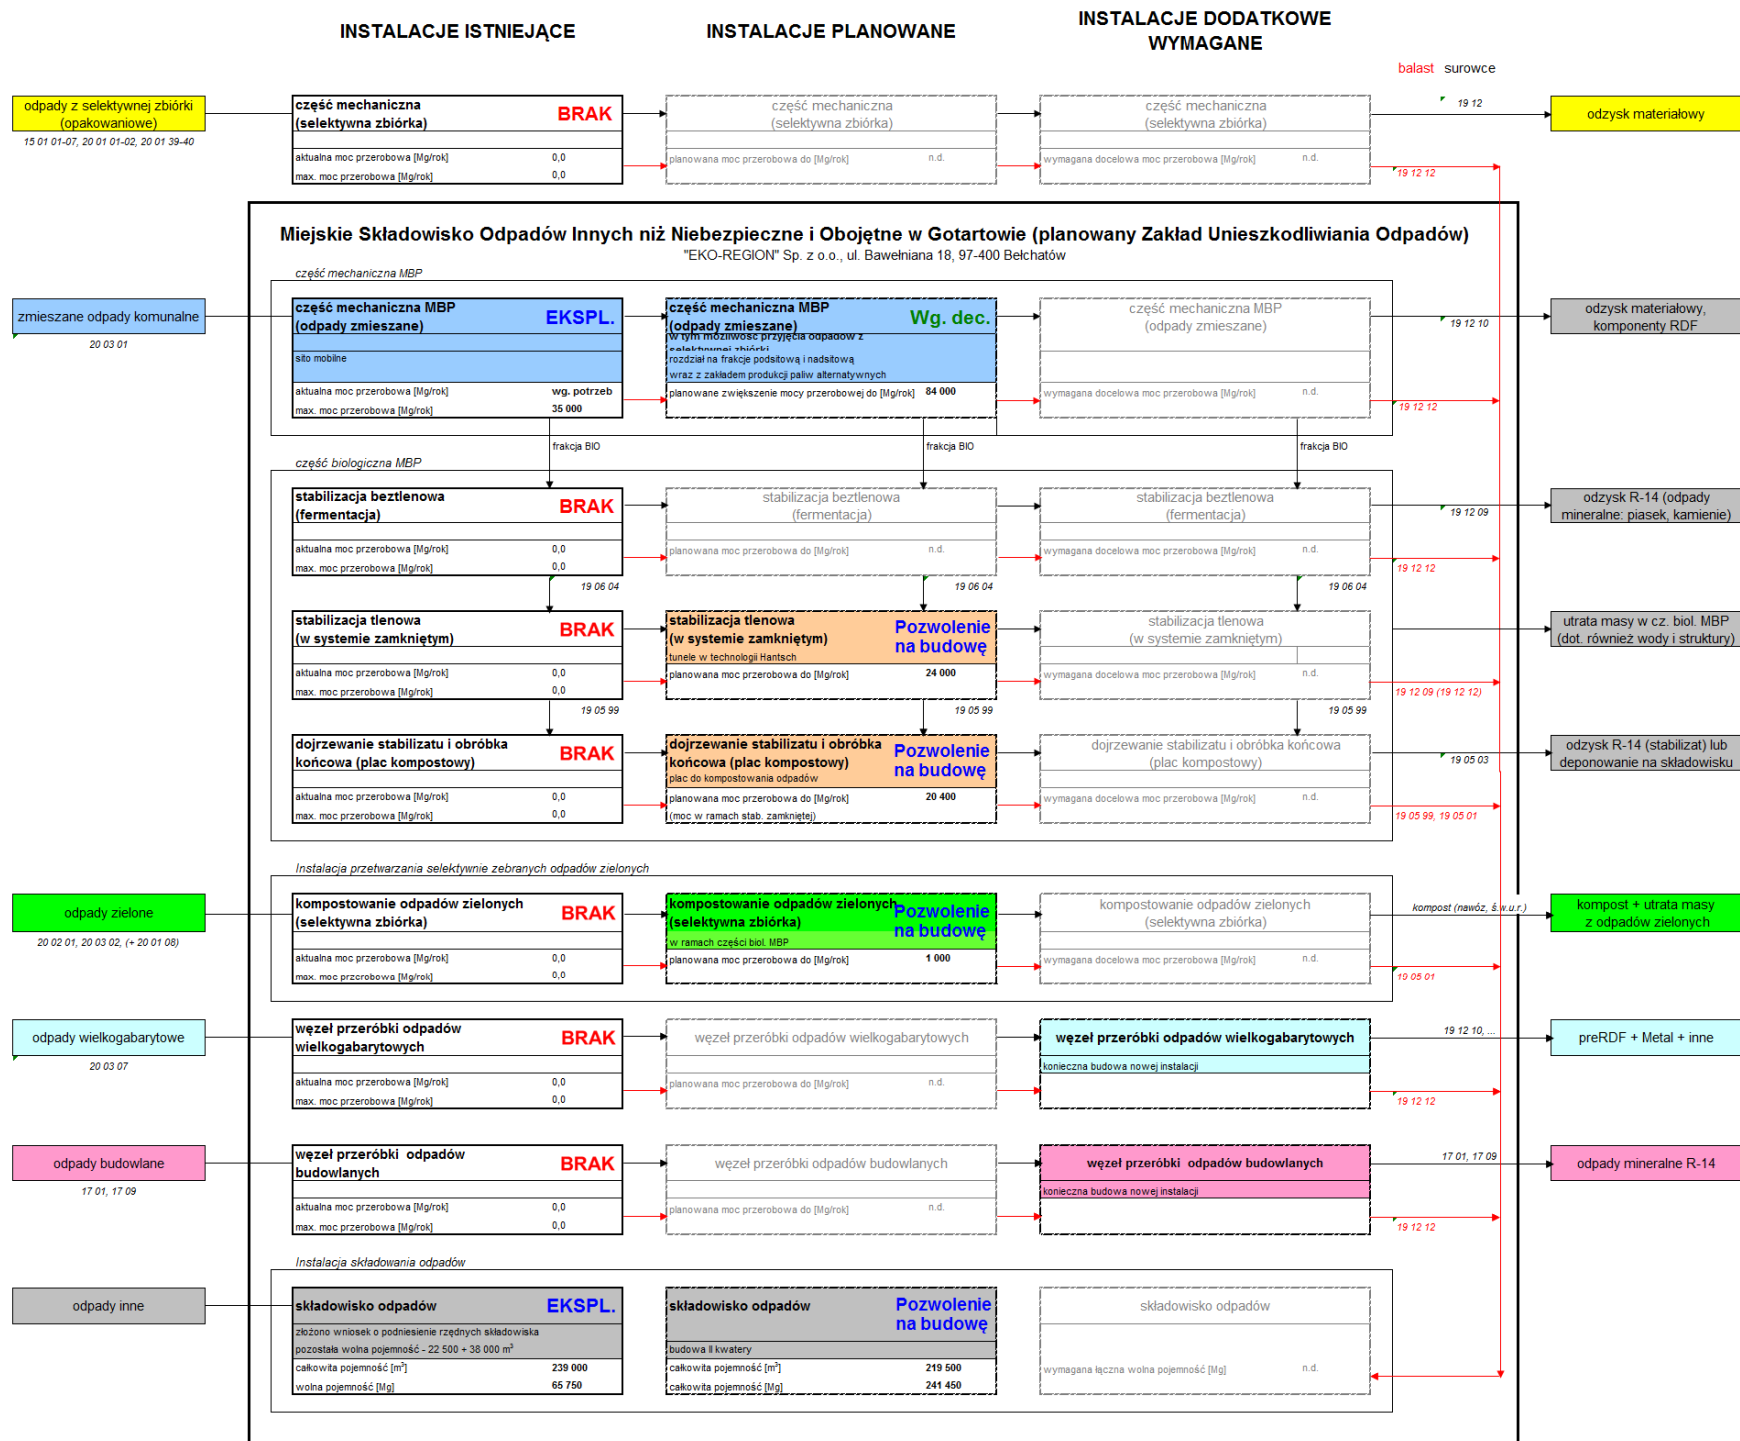 INSTALACJE ISTNIEJĄCE
INSTALACJE PLANOWANE
INSTALACJE DODATKOWE
WYMAGANE
balast surowce
odpady z selektywnej zbiórki
(opakowaniowe)
15 01 01-07, 20 01 01-02, 20 01 39-40
część mechaniczna
(selektywna zbiórka)
BRAK
aktualna moc przerobowa [Mg/rok] 0,0
max. moc przerobowa [Mg/rok] 0,0
część mechaniczna
(selektywna zbiórka)
planowana moc przerobowa do [Mg/rok] n.d.
część mechaniczna
(selektywna zbiórka)
wymagana docelowa moc przerobowa [Mg/rok] n.d.
19 12
19 12 12
odzysk materiałowy
Miejskie Składowisko Odpadów Innych niż Niebezpieczne i Obojętne w Gotartowie (planowany Zakład Unieszkodliwiania Odpadów)
"EKO-REGION" Sp. z o.o., ul. Bawełniana 18, 97-400 Bełchatów
część mechaniczna MBP
zmieszane odpady komunalne
20 03 01
część mechaniczna MBP
(odpady zmieszane)
EKSPL.
sito mobilne
aktualna moc przerobowa [Mg/rok] wg. potrzeb
max. moc przerobowa [Mg/rok] 35 000
część mechaniczna MBP
(odpady zmieszane)
Wg. dec.
w tym możliwość przyjęcia odpadów z
selektywnej zbiórki
rozdział na frakcje podsitową i nadsitową
wraz z zakładem produkcji paliw alternatywnych
planowane zwiększenie mocy przerobowej do [Mg/rok] 84 000
część mechaniczna MBP
(odpady zmieszane)
wymagana docelowa moc przerobowa [Mg/rok] n.d.
19 12 10
19 12 12
odzysk materiałowy,
komponenty RDF
frakcja BIO
frakcja BIO
frakcja BIO
część biologiczna MBP
stabilizacja beztlenowa
(fermentacja)
BRAK
aktualna moc przerobowa [Mg/rok] 0,0
max. moc przerobowa [Mg/rok] 0,0
stabilizacja beztlenowa
(fermentacja)
planowana moc przerobowa do [Mg/rok] n.d.
stabilizacja beztlenowa
(fermentacja)
wymagana docelowa moc przerobowa [Mg/rok] n.d.
19 12 09
19 12 12
odzysk R-14 (odpady
mineralne: piasek, kamienie)
19 06 04
19 06 04
19 06 04
stabilizacja tlenowa
(w systemie zamkniętym)
BRAK
aktualna moc przerobowa [Mg/rok] 0,0
max. moc przerobowa [Mg/rok] 0,0
stabilizacja tlenowa
(w systemie zamkniętym)
Pozwolenie
na budowę
tunele w technologii Hantsch
planowana moc przerobowa do [Mg/rok] 24 000
stabilizacja tlenowa
(w systemie zamkniętym)
wymagana docelowa moc przerobowa [Mg/rok] n.d.
19 12 09 (19 12 12)
utrata masy w cz. biol. MBP
(dot. również wody i struktury)
19 05 99
19 05 99
19 05 99
dojrzewanie stabilizatu i obróbka
końcowa (plac kompostowy)
BRAK
aktualna moc przerobowa [Mg/rok] 0,0
max. moc przerobowa [Mg/rok] 0,0
dojrzewanie stabilizatu i obróbka
końcowa (plac kompostowy)
Pozwolenie
na budowę
plac do kompostowania odpadów
planowana moc przerobowa do [Mg/rok] 20 400
(moc w ramach stab. zamkniętej)
dojrzewanie stabilizatu i obróbka końcowa
(plac kompostowy)
wymagana docelowa moc przerobowa [Mg/rok] n.d.
19 05 03
19 05 99, 19 05 01
odzysk R-14 (stabilizat) lub
deponowanie na składowisku
Instalacja przetwarzania selektywnie zebranych odpadów zielonych
odpady zielone
20 02 01, 20 03 02, (+ 20 01 08)
kompostowanie odpadów zielonych
(selektywna zbiórka)
BRAK
aktualna moc przerobowa [Mg/rok] 0,0
max. moc przerobowa [Mg/rok] 0,0
kompostowanie odpadów zielonych
(selektywna zbiórka)
Pozwolenie
na budowę
w ramach części biol. MBP
planowana moc przerobowa do [Mg/rok] 1 000
kompostowanie odpadów zielonych
(selektywna zbiórka)
wymagana docelowa moc przerobowa [Mg/rok] n.d.
kompost (nawóz, ś.w.u.r.)
19 05 01
kompost + utrata masy
z odpadów zielonych
odpady wielkogabarytowe
20 03 07
węzeł przeróbki odpadów
wielkogabarytowych
BRAK
aktualna moc przerobowa [Mg/rok] 0,0
max. moc przerobowa [Mg/rok] 0,0
węzeł przeróbki odpadów wielkogabarytowych
planowana moc przerobowa do [Mg/rok] n.d.
węzeł przeróbki odpadów wielkogabarytowych
konieczna budowa nowej instalacji
19 12 10, ...
19 12 12
preRDF + Metal + inne
odpady budowlane
17 01, 17 09
węzeł przeróbki odpadów
budowlanych
BRAK
aktualna moc przerobowa [Mg/rok] 0,0
max. moc przerobowa [Mg/rok] 0,0
węzeł przeróbki odpadów budowlanych
planowana moc przerobowa do [Mg/rok] n.d.
węzeł przeróbki odpadów budowlanych
konieczna budowa nowej instalacji
17 01, 17 09
19 12 12
odpady mineralne R-14
Instalacja składowania odpadów
odpady inne
składowisko odpadów
EKSPL.
złożono wniosek o podniesienie rzędnych składowiska
pozostała wolna pojemność - 22 500 + 38 000 m³
całkowita pojemność [m³] 239 000
wolna pojemność [Mg] 65 750
składowisko odpadów
Pozwolenie
na budowę
budowa II kwatery
całkowita pojemność [m³] 219 500
całkowita pojemność [Mg] 241 450
składowisko odpadów
wymagana łączna wolna pojemność [Mg] n.d.